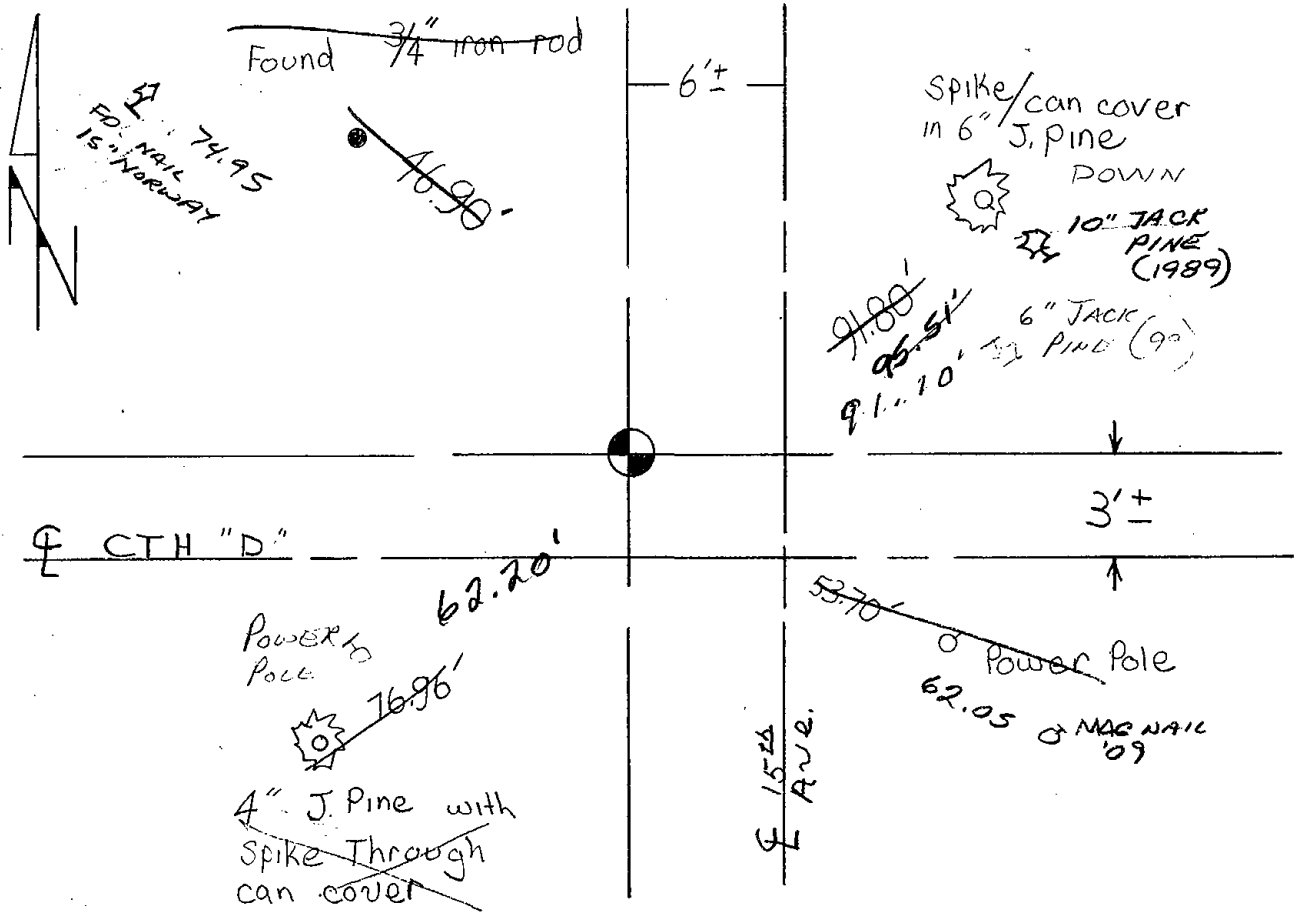 Found 3/4" iron rod
FD. NAIL
15" NORWAY
74.95
76.90'
6'±
Spike/can cover
in 6" J. Pine
DOWN
10" JACK
PINE
(1989)
91.80'
96.51'
91.10'
6" JACK
PINE (99)
3'±
℄ CTH "D"
62.20'
POWER
POLE
76.96'
4" J. Pine with
Spike Through
can cover
53.70'
Power Pole
62.05
MAG NAIL
'09
℄ 15th
Ave.
N